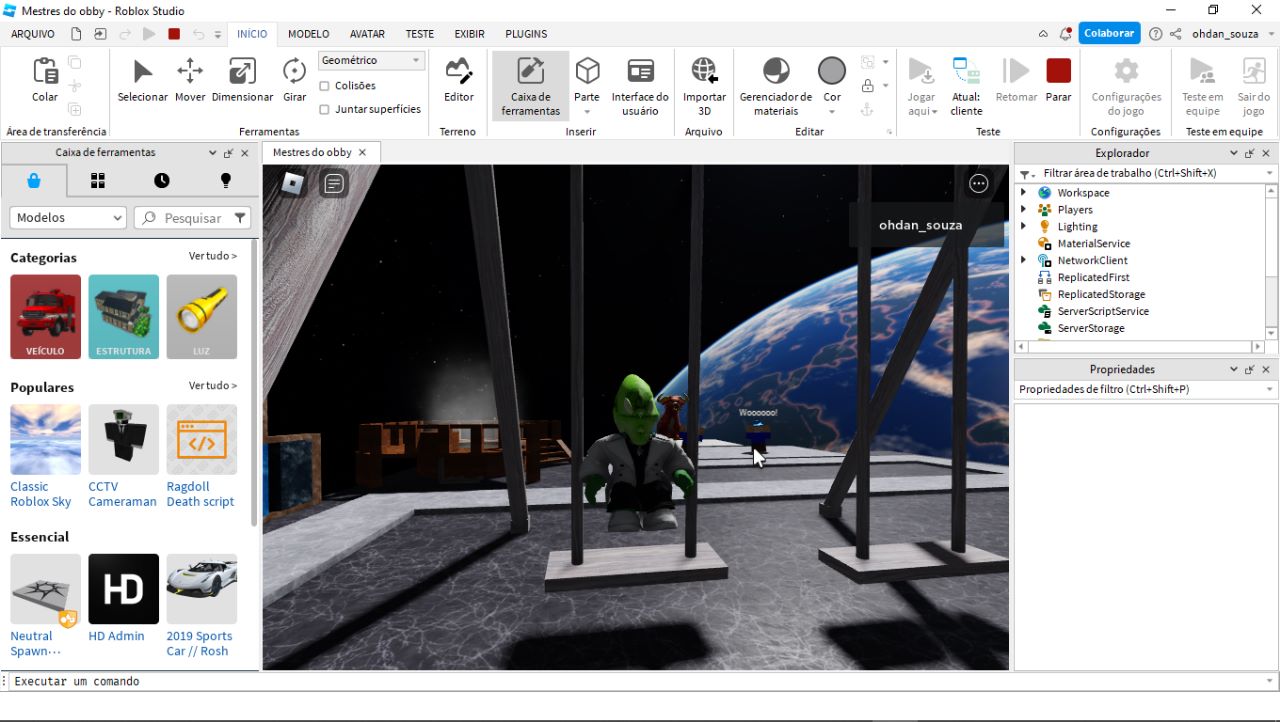 Mestres do obby - Roblox Studio
ARQUIVO INÍCIO MODELO AVATAR TESTE EXIBIR PLUGINS Colaborar ohdan_souza
Geométrico
Colisões
Juntar superfícies
Colar Selecionar Mover Dimensionar Girar Editor Caixa de Parte Interface do Importar Gerenciador de Cor Jogar Atual: Retomar Parar Configurações Teste em Sair do
ferramentas usuário 3D materiais aqui cliente do jogo equipe jogo
Área de transferência Ferramentas Terreno Inserir Arquivo Editar Teste Configurações Teste em equipe
Caixa de ferramentas
Modelos
Pesquisar
Categorias Ver tudo >
VEÍCULO ESTRUTURA LUZ
Populares Ver tudo >
Classic CCTV Ragdoll
Roblox Sky Cameraman Death script
Essencial
HD
Neutral HD Admin 2019 Sports
Spawn... Car // Rosh
Mestres do obby
ohdan_souza
Woooooo!
Explorador
Filtrar área de trabalho (Ctrl+Shift+X)
Workspace
Players
Lighting
MaterialService
NetworkClient
ReplicatedFirst
ReplicatedStorage
ServerScriptService
ServerStorage
Propriedades
Propriedades de filtro (Ctrl+Shift+P)
Executar um comando